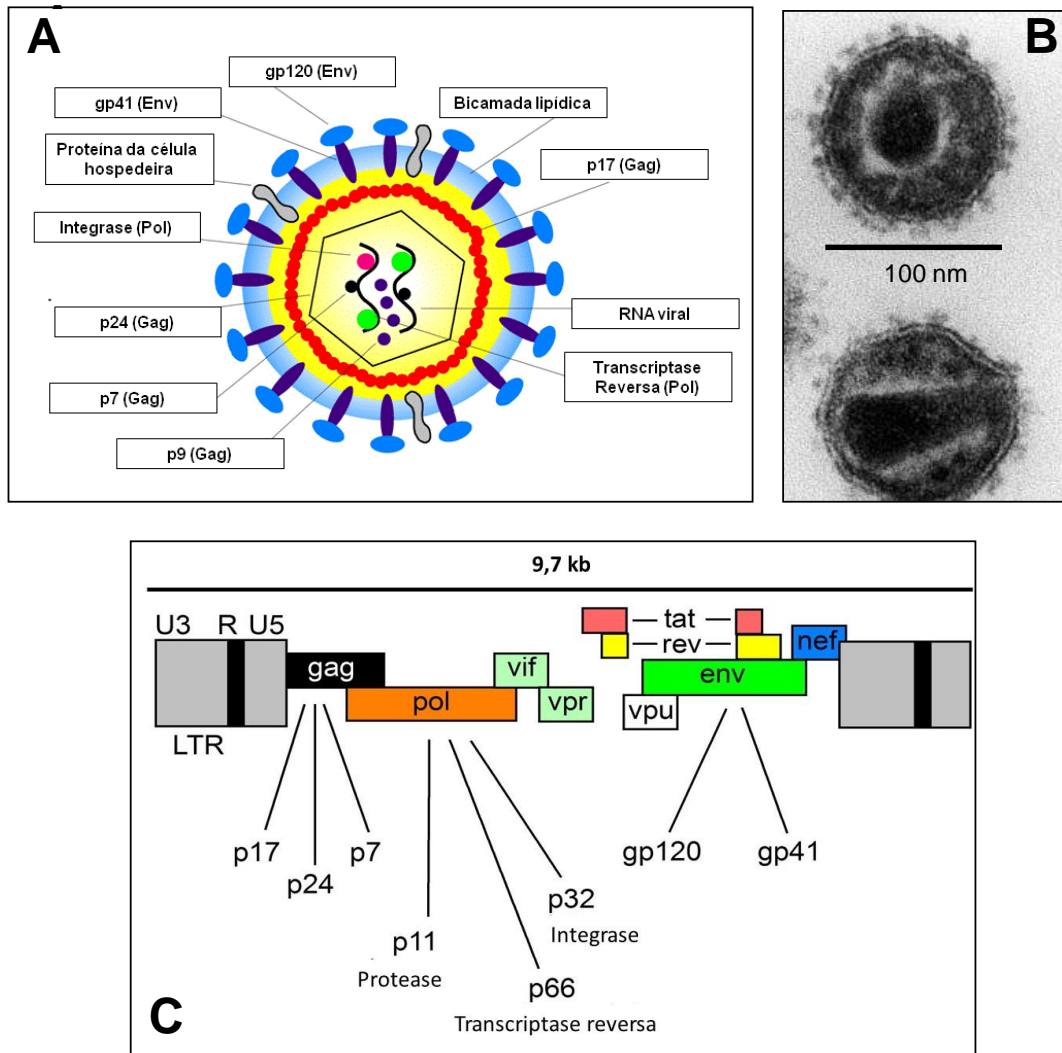 A
gp120 (Env)
gp41 (Env)
Bicamada lipídica
Proteína da célula
hospedeira
p17 (Gag)
Integrase (Pol)
p24 (Gag)
RNA viral
p7 (Gag)
Transcriptase
Reversa (Pol)
p9 (Gag)
B
100 nm
9,7 kb
U3 R U5
LTR
gag
pol
vif
vpr
tat
rev
vpu
env
nef
p17
p24
p7
p11
Protease
p66
Transcriptase reversa
p32
Integrase
gp120
gp41
C